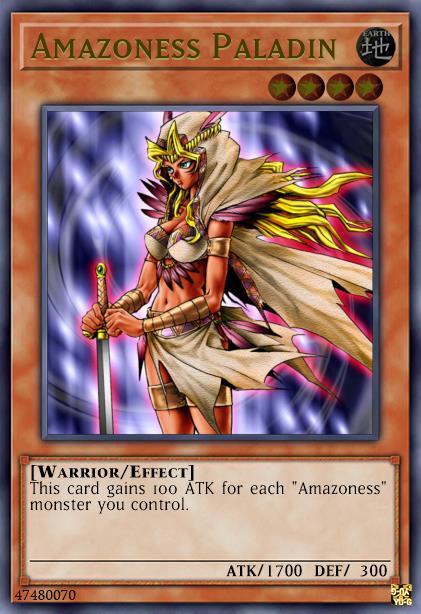 Amazoness Paladin
EARTH
地
[Warrior/Effect]
This card gains 100 ATK for each "Amazoness"
monster you control.
ATK/1700 DEF/ 300
47480070